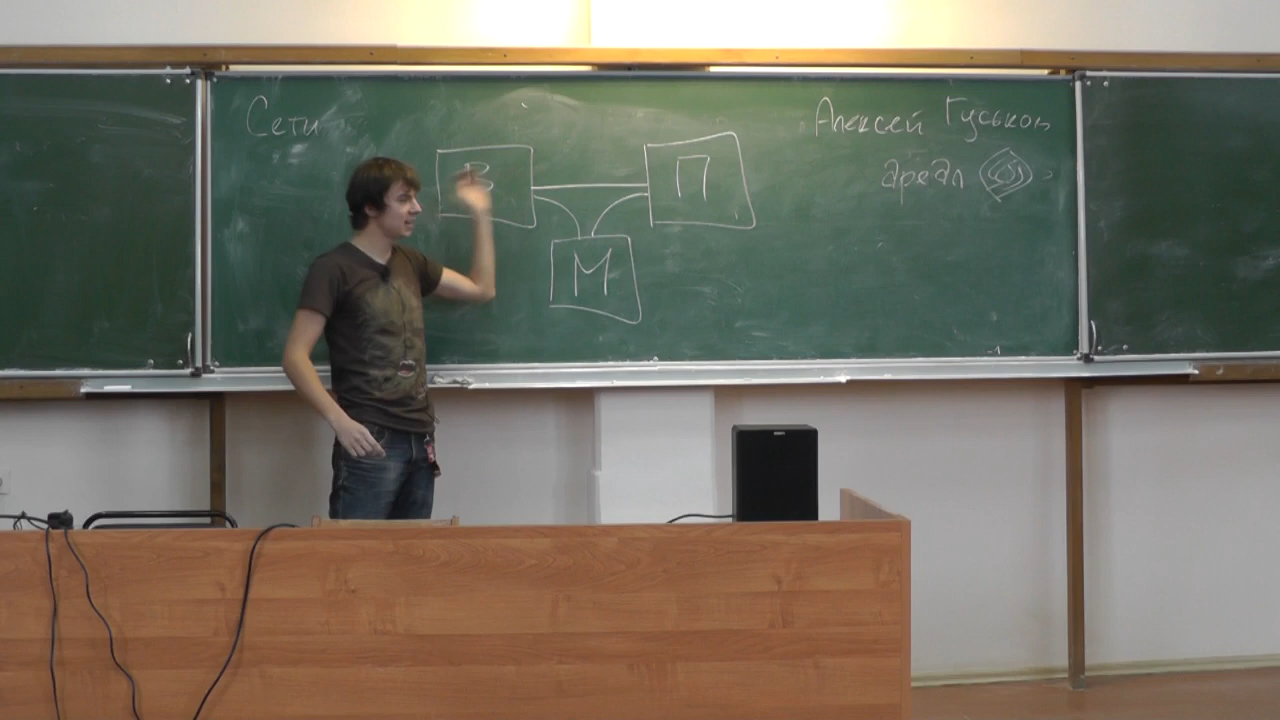 Сети
Алексей Гуськов
ареал
В
П
М